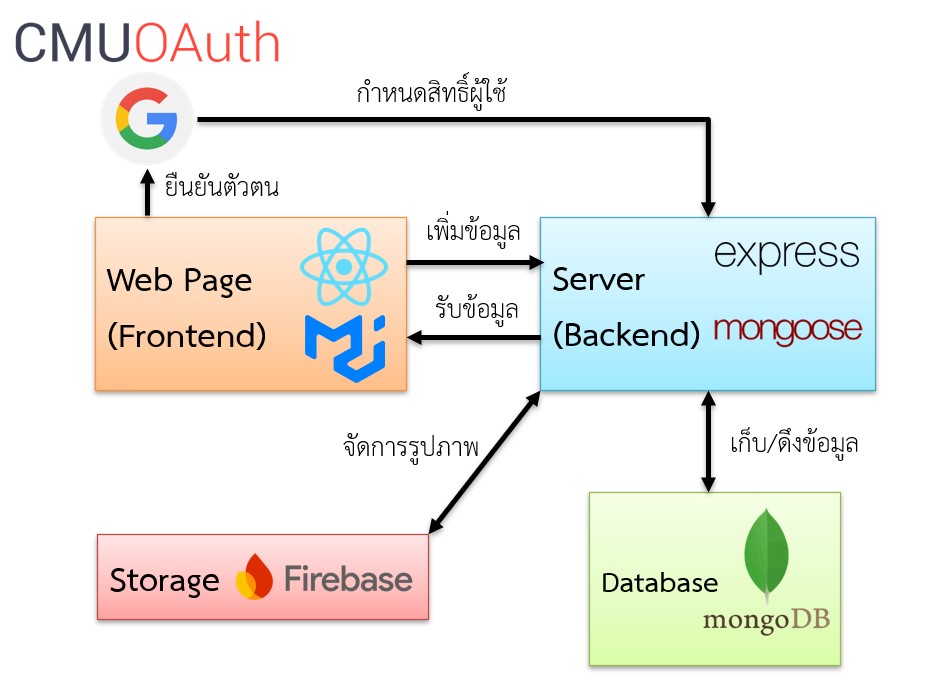 CMUOAuth
กำหนดสิทธิ์ผู้ใช้
ยืนยันตัวตน
Web Page
(Frontend)
เพิ่มข้อมูล
รับข้อมูล
Server
(Backend)
express
mongoose
จัดการรูปภาพ
เก็บ/ดึงข้อมูล
Storage
Firebase
Database
mongoDB